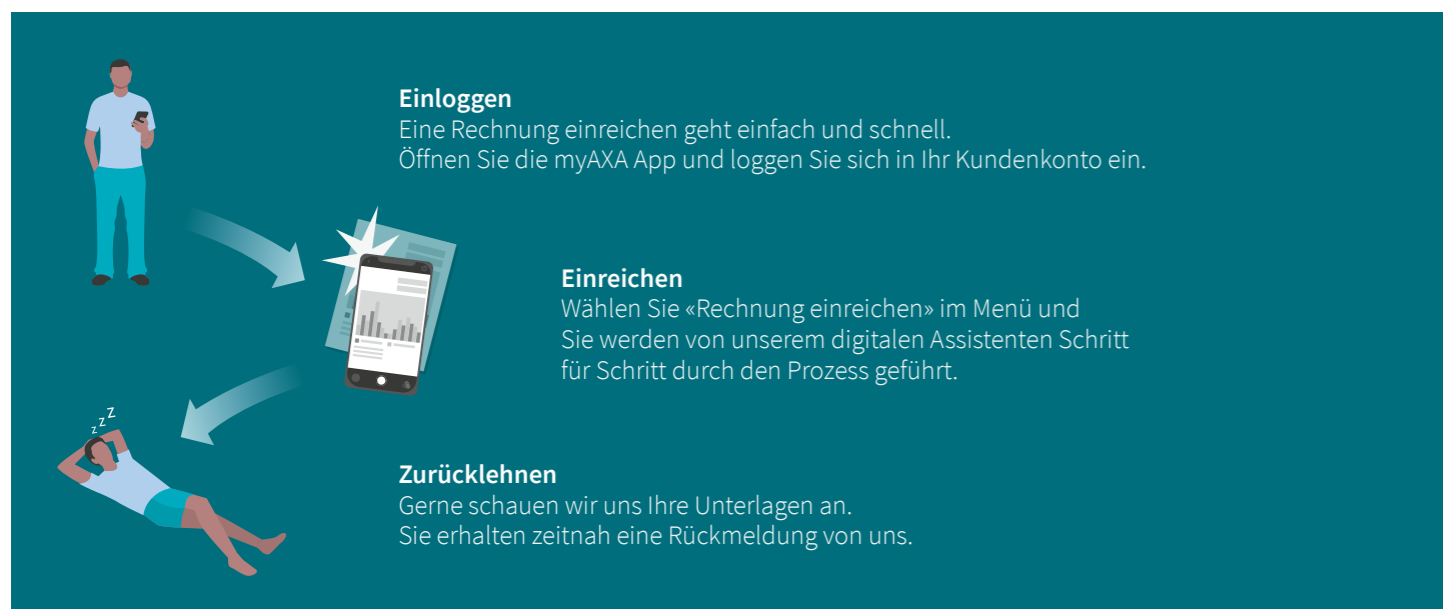 Einloggen
Eine Rechnung einreichen geht einfach und schnell.
Öffnen Sie die myAXA App und loggen Sie sich in Ihr Kundenkonto ein.
Einreichen
Wählen Sie «Rechnung einreichen» im Menü und
Sie werden von unserem digitalen Assistenten Schritt
für Schritt durch den Prozess geführt.
z z Z
Zurücklehnen
Gerne schauen wir uns Ihre Unterlagen an.
Sie erhalten zeitnah eine Rückmeldung von uns.